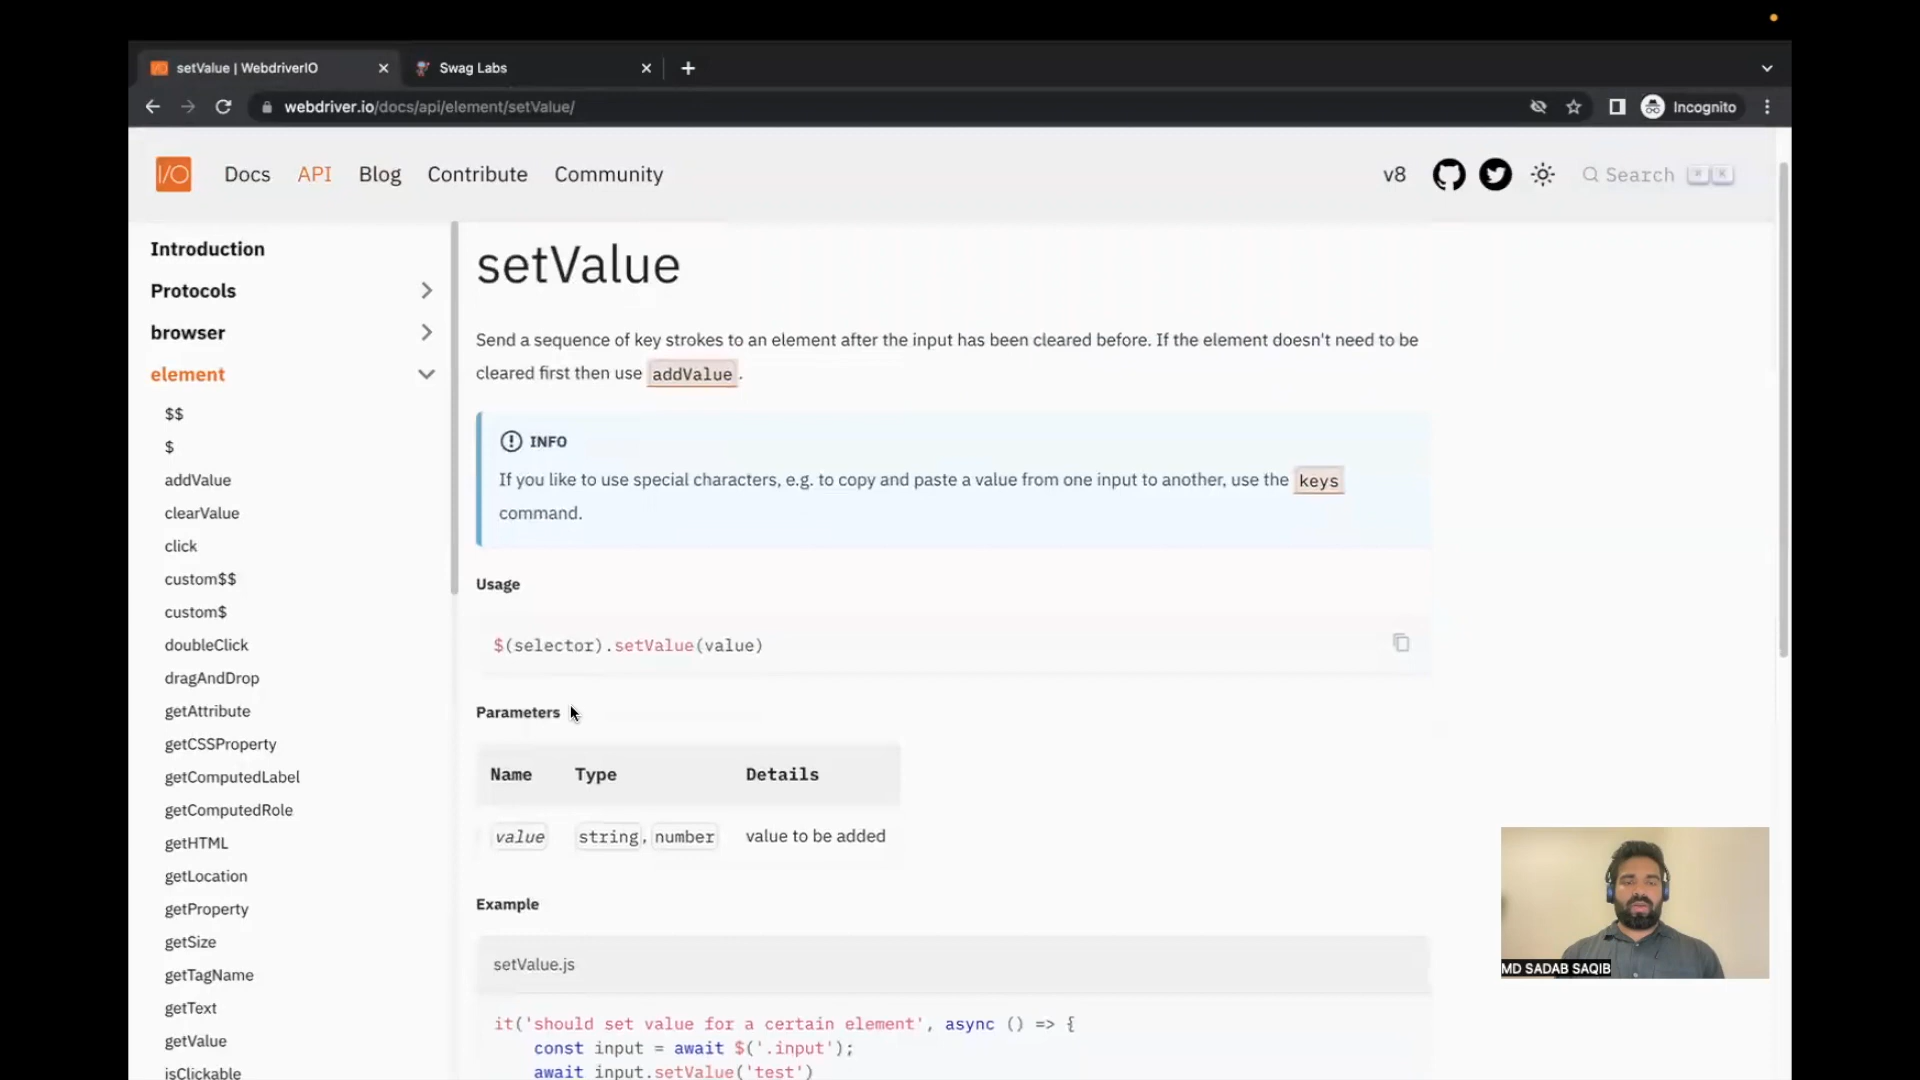 setValue | WebdriverIO
Swag Labs
webdriver.io/docs/api/element/setValue/
Incognito
I/O
Docs
API
Blog
Contribute
Community
v8
Search
Introduction
Protocols
browser
element
$$
$
addValue
clearValue
click
custom$$
custom$
doubleClick
dragAndDrop
getAttribute
getCSSProperty
getComputedLabel
getComputedRole
getHTML
getLocation
getProperty
getSize
getTagName
getText
getValue
isClickable
setValue
Send a sequence of key strokes to an element after the input has been cleared before. If the element doesn't need to be
cleared first then use addValue.
INFO
If you like to use special characters, e.g. to copy and paste a value from one input to another, use the keys
command.
Usage
$(selector).setValue(value)
Parameters
Name Type Details
value string, number value to be added
Example
setValue.js
it('should set value for a certain element', async () => {
const input = await $('.input');
await input.setValue('test')
MD SADAB SAQIB